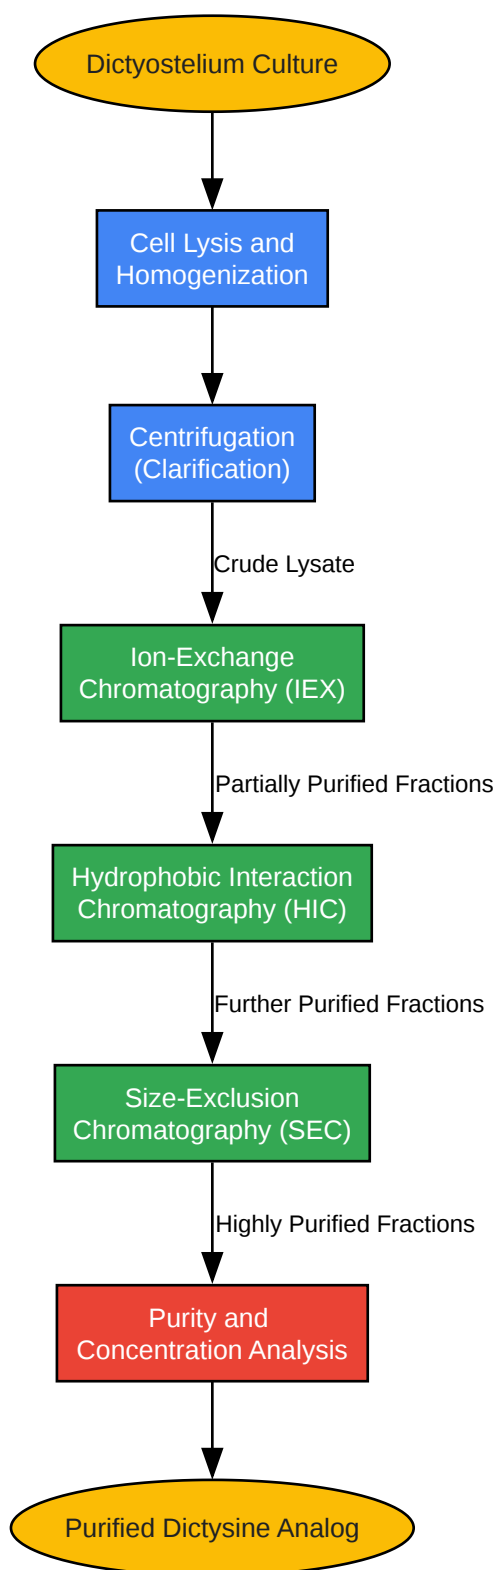 Dictyostelium Culture
Cell Lysis and
Homogenization
Centrifugation
(Clarification)
Crude Lysate
Ion-Exchange
Chromatography (IEX)
Partially Purified Fractions
Hydrophobic Interaction
Chromatography (HIC)
Further Purified Fractions
Size-Exclusion
Chromatography (SEC)
Highly Purified Fractions
Purity and
Concentration Analysis
Purified Dictysine Analog